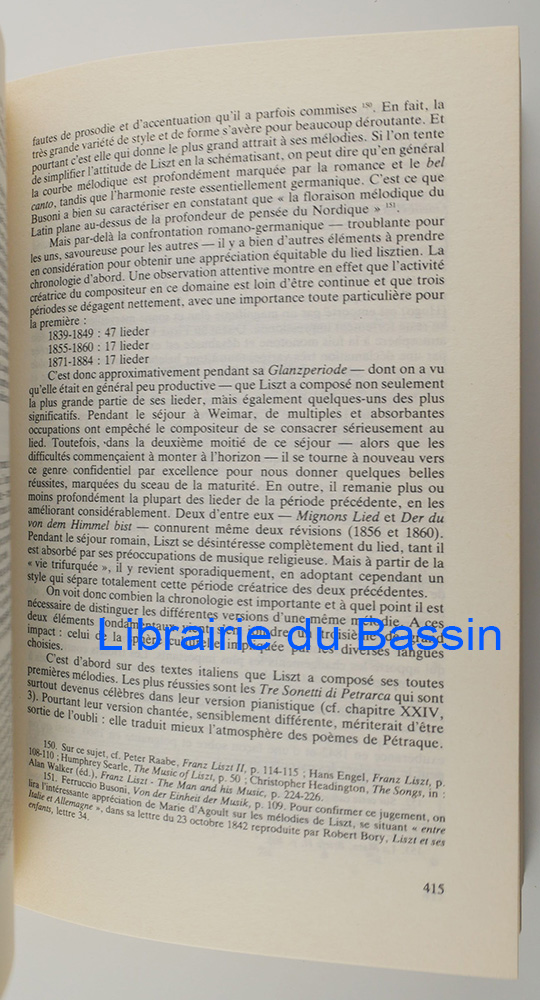 fautes de prosodie et d'accentuation qu'il a parfois commises 150. En fait, la
très grande variété de style et de forme s'avère pour beaucoup déroutante. Et
pourtant c'est elle qui donne le plus grand attrait à ses mélodies. Si l'on tente
de simplifier l'attitude de Liszt en la schématisant, on peut dire qu'en général
la courbe mélodique est profondément marquée par la romance et le bel
canto, tandis que l'harmonie reste essentiellement germanique. C'est ce que
Busoni a bien su caractériser en constatant que « la floraison mélodique du
Latin plane au-dessus de la profondeur de pensée du Nordique » 151.
Mais par-delà la confrontation romano-germanique — troublante pour
les uns, savoureuse pour les autres — il y a bien d'autres éléments à prendre
en considération pour obtenir une appréciation équitable du lied lisztien. La
chronologie d'abord. Une observation attentive montre en effet que l'activité
créatrice du compositeur en ce domaine est loin d'être continue et que trois
périodes se dégagent nettement, avec une importance toute particulière pour
la première :
1839-1849 : 47 lieder
1855-1860 : 17 lieder
1871-1884 : 17 lieder
C'est donc approximativement pendant sa Glanzperiode — dont on a vu
qu'elle était en général peu productive — que Liszt a composé non seulement
la plus grande partie de ses lieder, mais également quelques-uns des plus
significatifs. Pendant le séjour à Weimar, de multiples et absorbantes
occupations ont empêché le compositeur de se consacrer sérieusement au
lied. Toutefois, dans la deuxième moitié de ce séjour — alors que les
difficultés commençaient à monter à l'horizon — il se tourne à nouveau vers
ce genre confidentiel par excellence pour nous donner quelques belles
réussites, marquées du sceau de la maturité. En outre, il remanie plus ou
moins profondément la plupart des lieder de la période précédente, en les
améliorant considérablement. Deux d'entre eux — Mignons Lied et Der du
von dem Himmel bist — connurent même deux révisions (1856 et 1860).
Pendant le séjour romain, Liszt se désintéresse complètement du lied, tant il
est absorbé par ses préoccupations de musique religieuse. Mais à partir de la
« vie trifurquée », il y revient sporadiquement, en adoptant cependant un
style qui sépare totalement cette période créatrice des deux précédentes.
On voit donc combien la chronologie est importante et à quel point il est
nécessaire de distinguer les différentes versions d'une même mélodie. A ces
deux éléments fondamentaux vient un troisième de grand
impact : celui de la culturelle par les diverses langues
choisies.
Librairie du Bassin
C'est d'abord sur des textes italiens que Liszt a composé ses toutes
premières mélodies. Les plus réussies sont les Tre Sonetti di Petrarca qui sont
surtout devenus célèbres dans leur version pianistique (cf. chapitre XXIV,
3). Pourtant leur version chantée, sensiblement différente, mériterait d'être
sortie de l'oubli : elle traduit mieux l'atmosphère des poèmes de Pétraque.
150. Sur ce sujet, cf. Peter Raabe, Franz Liszt II, p. 114-115 ; Hans Engel, Franz Liszt, p.
108-110 ; Humphrey Searle, The Music of Liszt, p. 50 ; Christopher Headington, The Songs, in :
Alan Walker (éd.), Franz Liszt - The Man and his Music, p. 224-226.
151. Ferruccio Busoni, Von der Einheit der Musik, p. 109. Pour confirmer ce jugement, on
lira l'intéressante appréciation de Marie d'Agoult sur les mélodies de Liszt, se situant « entre
Italie et Allemagne », dans sa lettre du 23 octobre 1842 reproduite par Robert Bory, Liszt et ses
enfants, lettre 34.
415